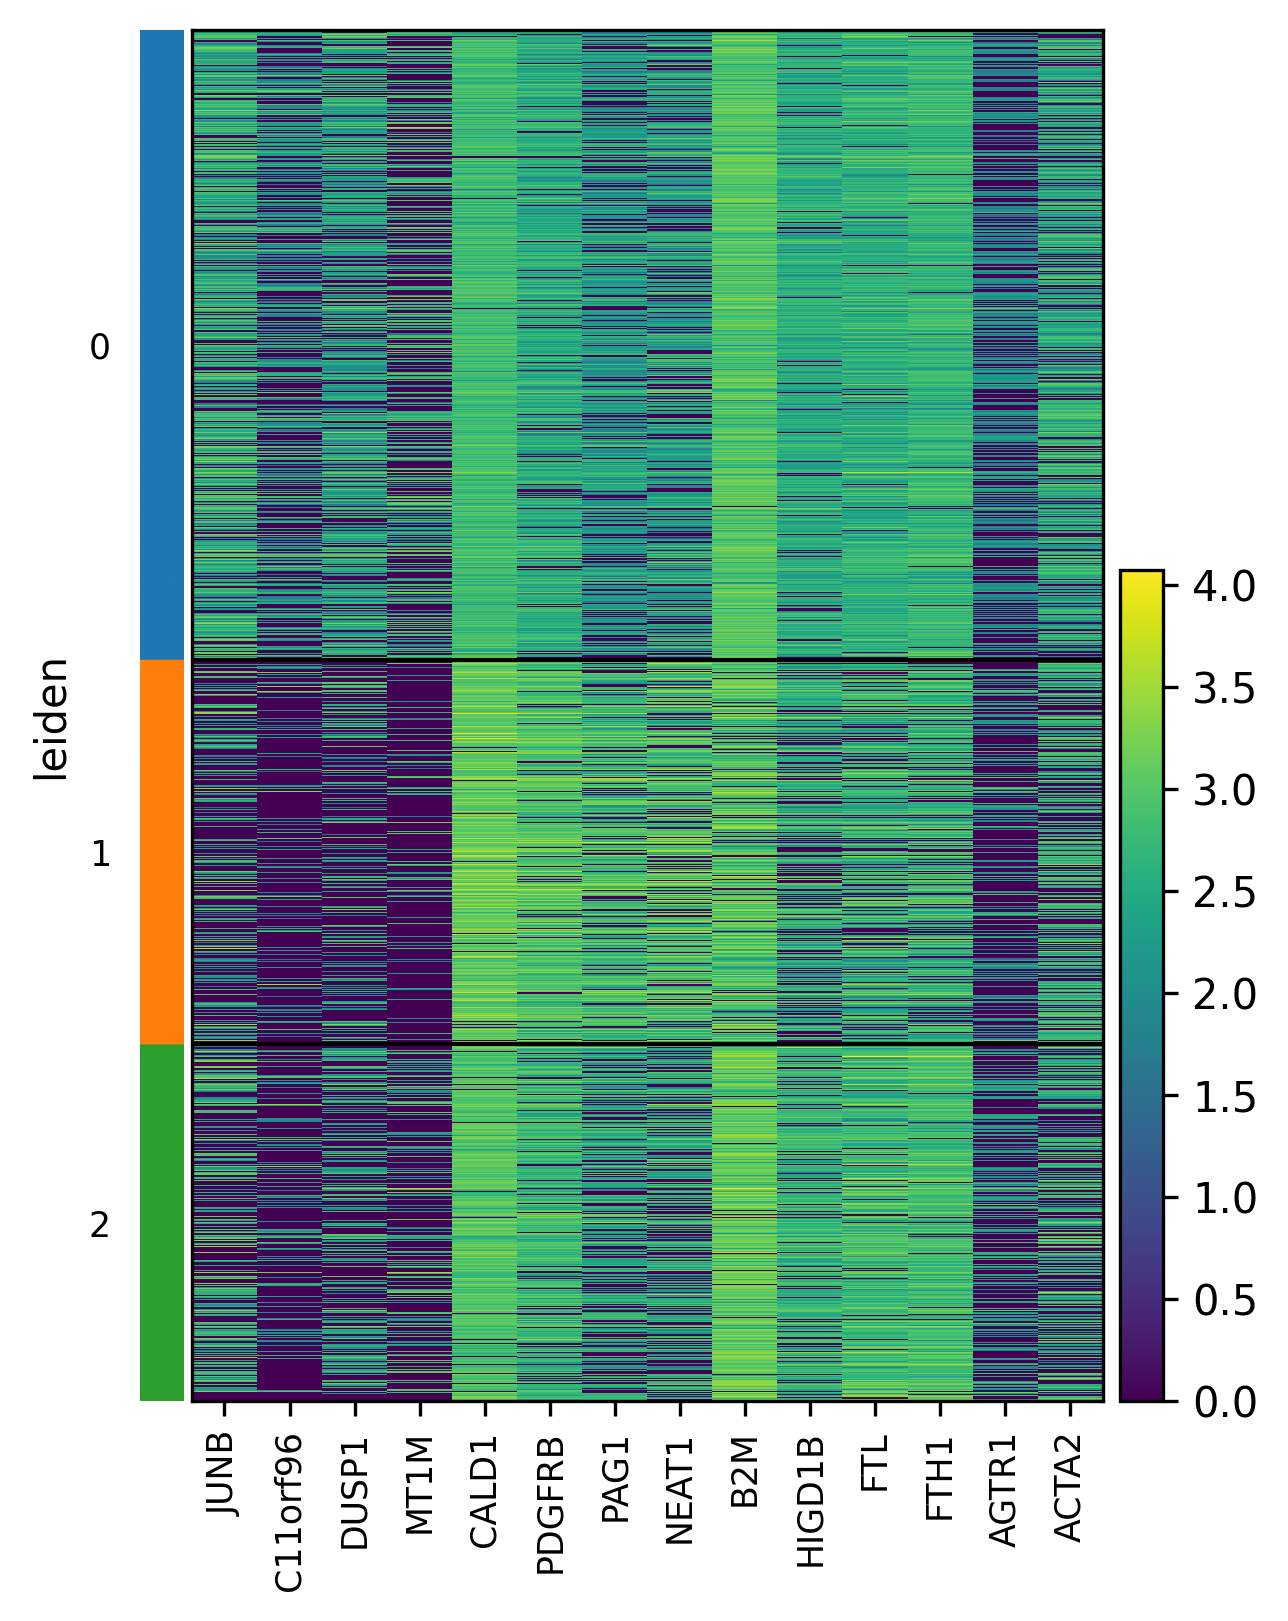 leiden
0
1
2
4.0
3.5
3.0
2.5
2.0
1.5
1.0
0.5
0.0
JUNB
C11orf96
DUSP1
MT1M
CALD1
PDGFRB
PAG1
NEAT1
B2M
HIGD1B
FTL
FTH1
AGTR1
ACTA2